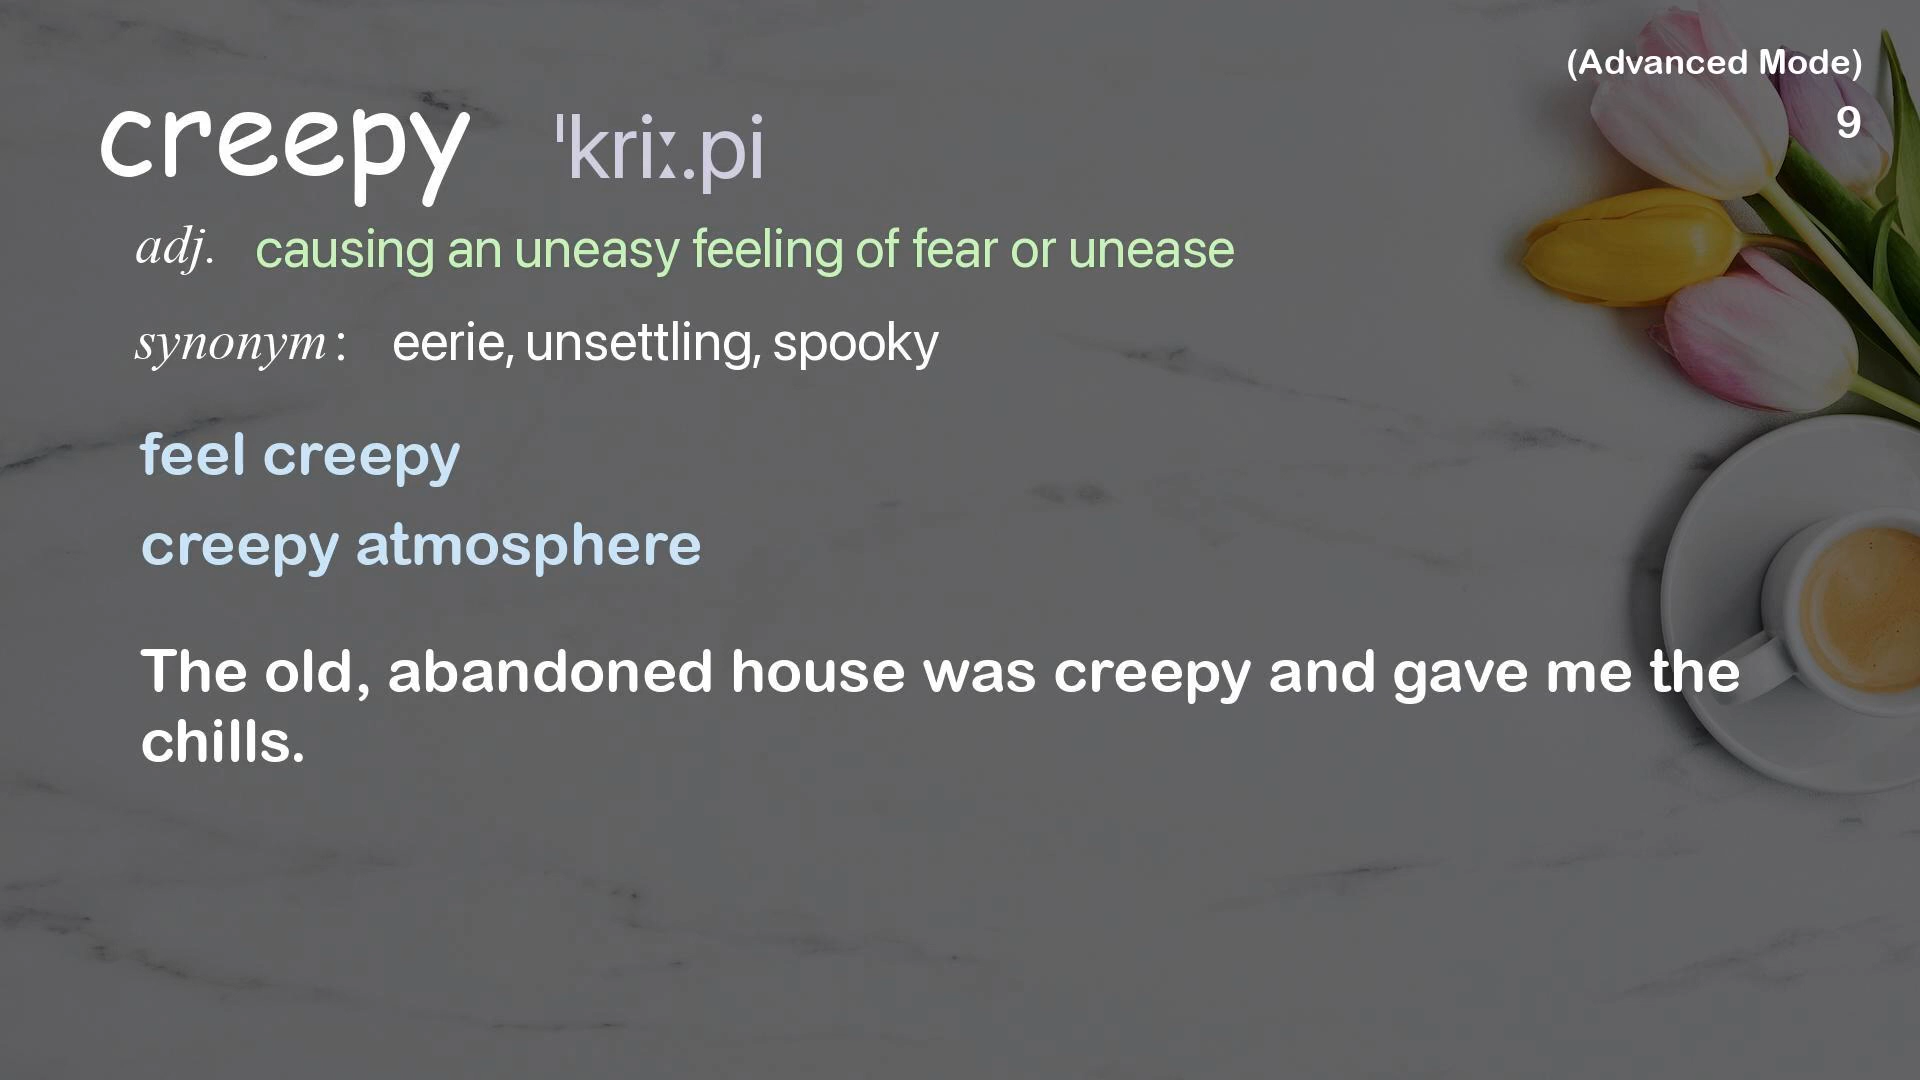 (Advanced Mode)
9
creepy ˈkriː.pi
adj. causing an uneasy feeling of fear or unease
synonym: eerie, unsettling, spooky
feel creepy
creepy atmosphere
The old, abandoned house was creepy and gave me the
chills.